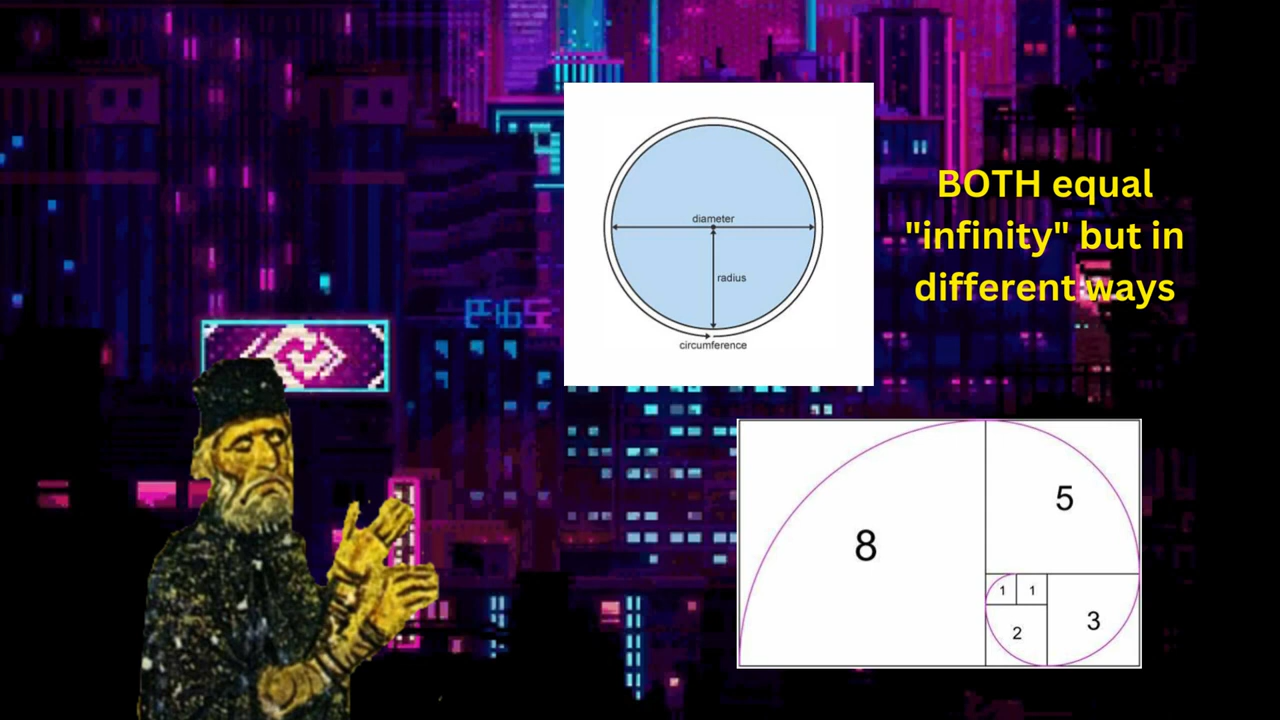 diameter
radius
circumference
BOTH equal
"infinity" but in
different ways
8
5
1 1
2
3